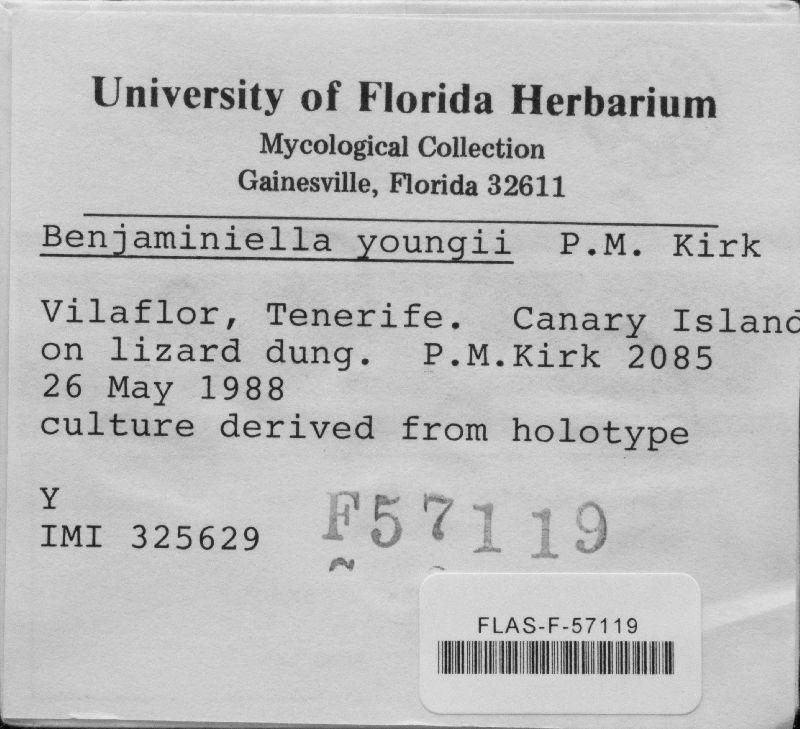 University of Florida Herbarium
Mycological Collection
Gainesville, Florida 32611
Benjaminiella youngii P.M. Kirk
Vilaflor, Tenerife. Canary Island
on lizard dung. P.M.Kirk 2085
26 May 1988
culture derived from holotype
Y
IMI 325629
F57119
FLAS-F-57119